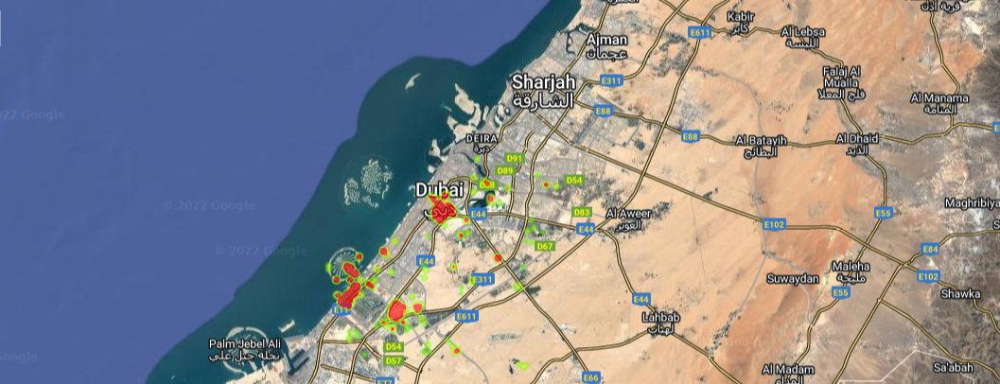 Kabir
كابر
E611
Al Lebsa
اللبسة
Ajman
عجمان
Falaj Al
Mualla
فلج المعلا
E311
Sharjah
الشارقة
Al Manama
المنامة
E88
022 Google
E88
DEIRA
ديرة
Al Batayih
البطائح
Al Dhaid
الذيد
D91
D89
D54
Dubai
دبي
© 2022 Google
Maghribiya
D83
Al Aweer
العوير
E44
E44
E102
E55
© 2022 Google
D67
E84
E44
Maleha
مليحة
E102
Suwaydan
E311
E55
Shawka
E11
E44
E611
Lahbab
لهباب
Palm Jebel Ali
نخلة جبل علي
D54
Google
D57
Al Madam
المدام
Sa'abah
E77
E66